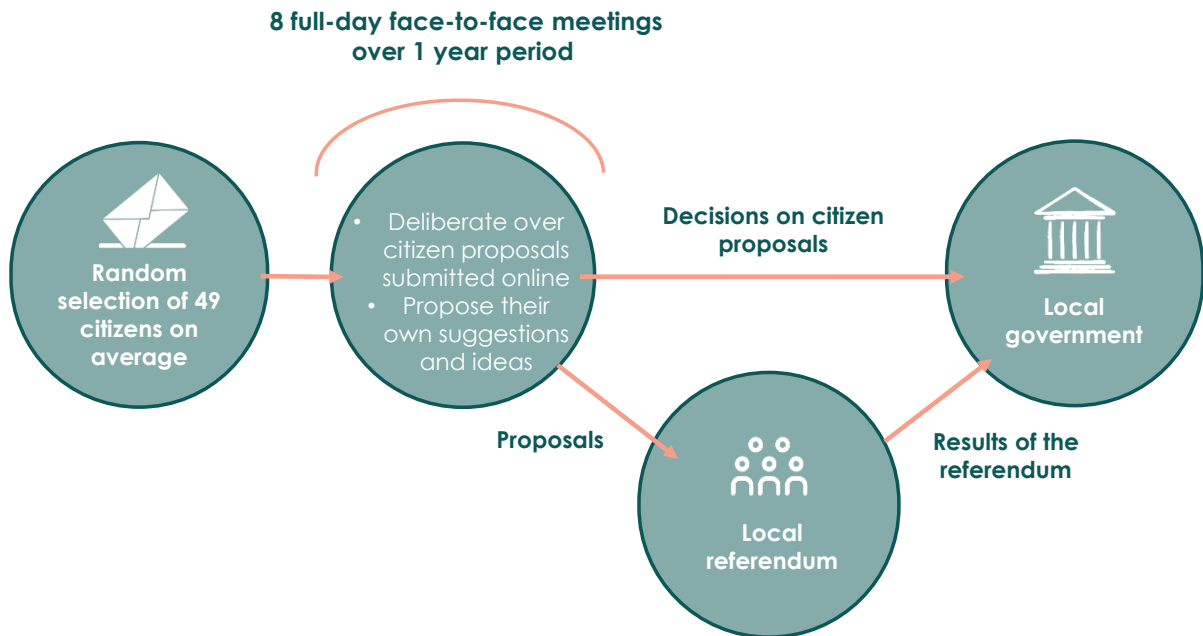 8 full-day face-to-face meetings
over 1 year period
Random
selection of 49
citizens on
average
• Deliberate over
citizen proposals
submitted online
• Propose their
own suggestions
and ideas
Decisions on citizen
proposals
Local
government
Proposals
Local
referendum
Results of the
referendum